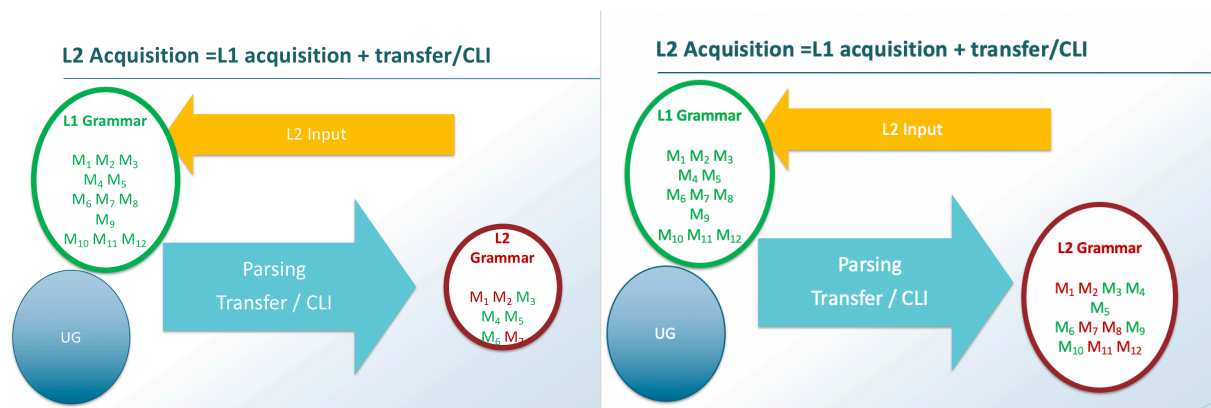 L2 Acquisition =L1 acquisition + transfer/CLI
L1 Grammar
M₁ M₂ M₃
M₄ M₅
M₆ M₇ M₈
M₉
M₁₀ M₁₁ M₁₂
L2 Input
Parsing
Transfer / CLI
UG
L2
Grammar
M₁ M₂ M₃
M₄ M₅
M₆ M₇
L2 Acquisition =L1 acquisition + transfer/CLI
L1 Grammar
M₁ M₂ M₃
M₄ M₅
M₆ M₇ M₈
M₉
M₁₀ M₁₁ M₁₂
L2 Input
Parsing
Transfer / CLI
UG
L2 Grammar
M₁ M₂ M₃ M₄
M₅
M₆ M₇ M₈ M₉
M₁₀ M₁₁ M₁₂